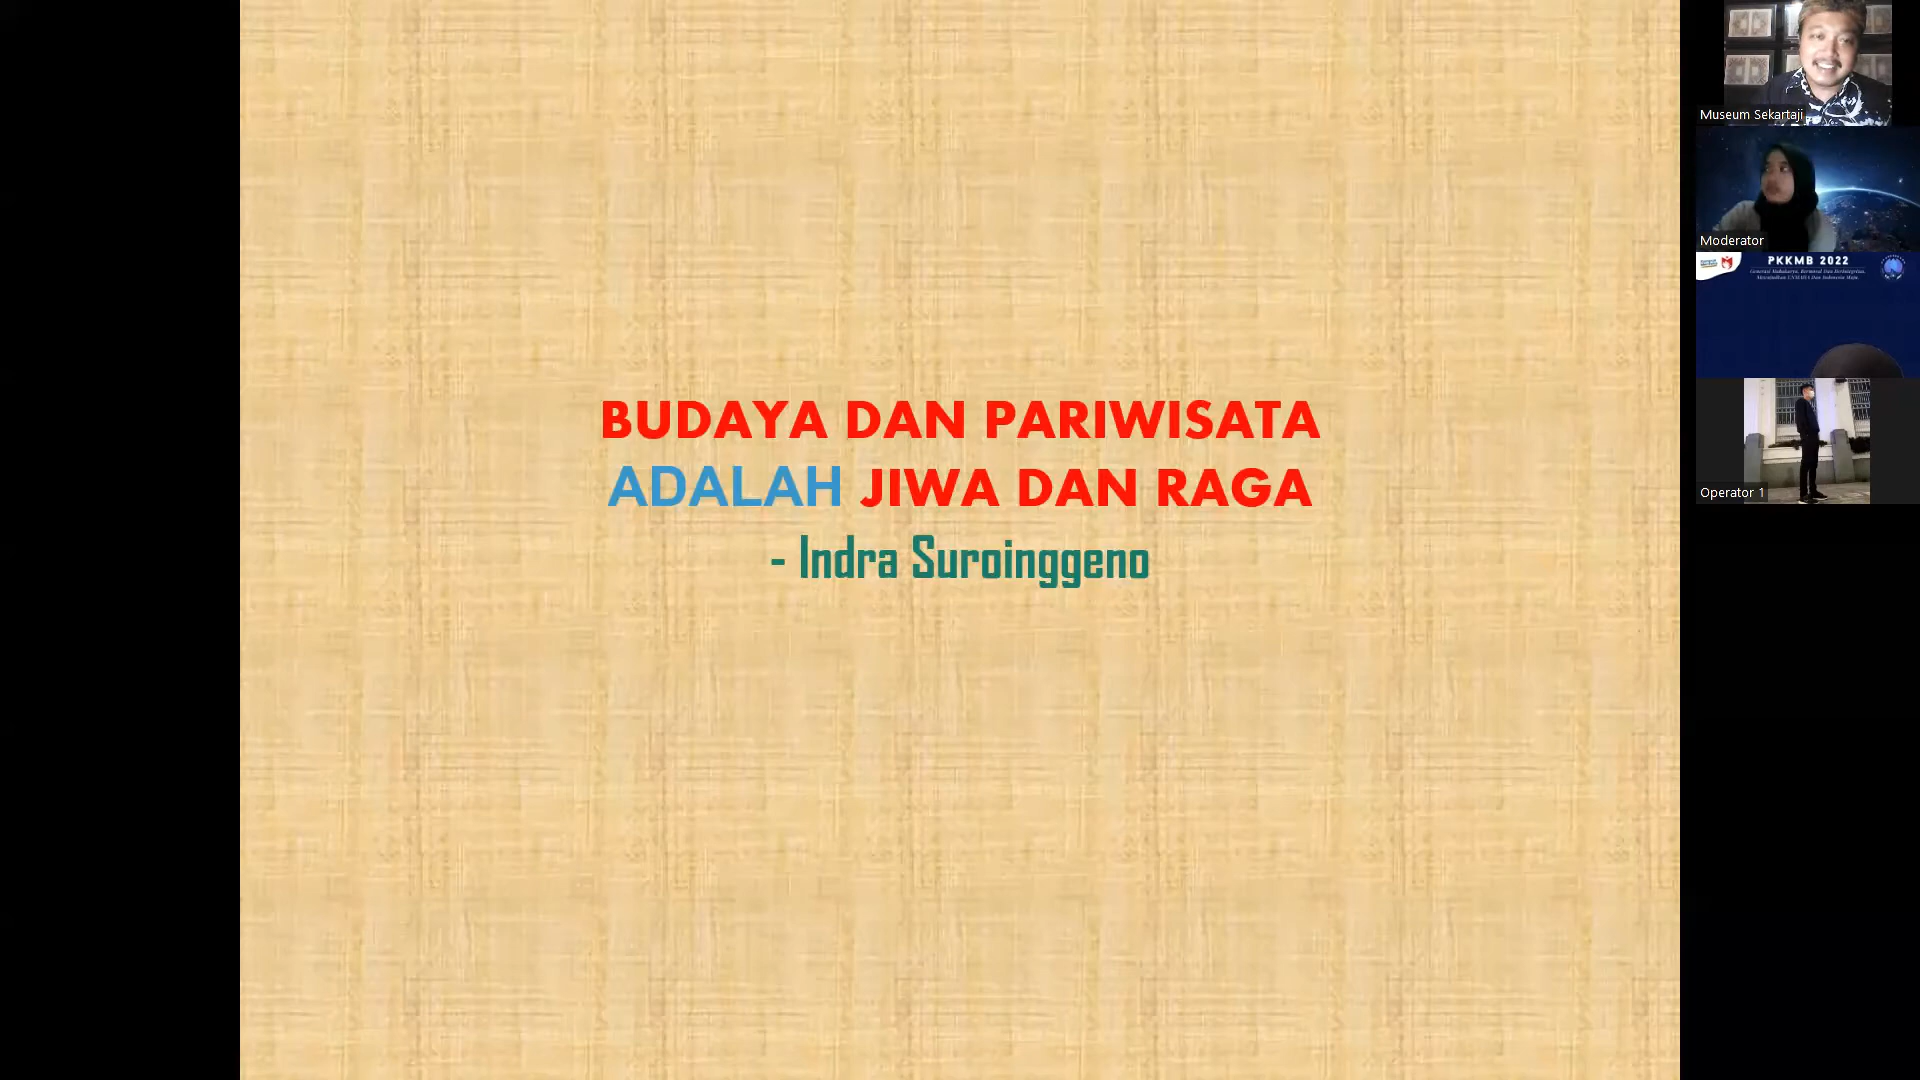 BUDAYA DAN PARIWISATA
ADALAH JIWA DAN RAGA
- Indra Suroinggeno
Museum Sekartaji
Moderator
PKKMB 2022
Operator 1